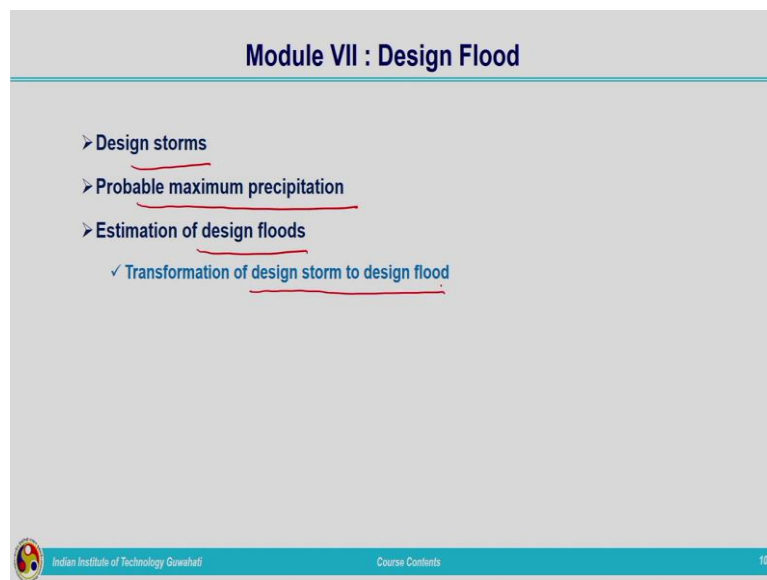 Module VII : Design Flood
➢Design storms
➢Probable maximum precipitation
➢Estimation of design floods
✓Transformation of design storm to design flood
Indian Institute of Technology Guwahati Course Contents 10